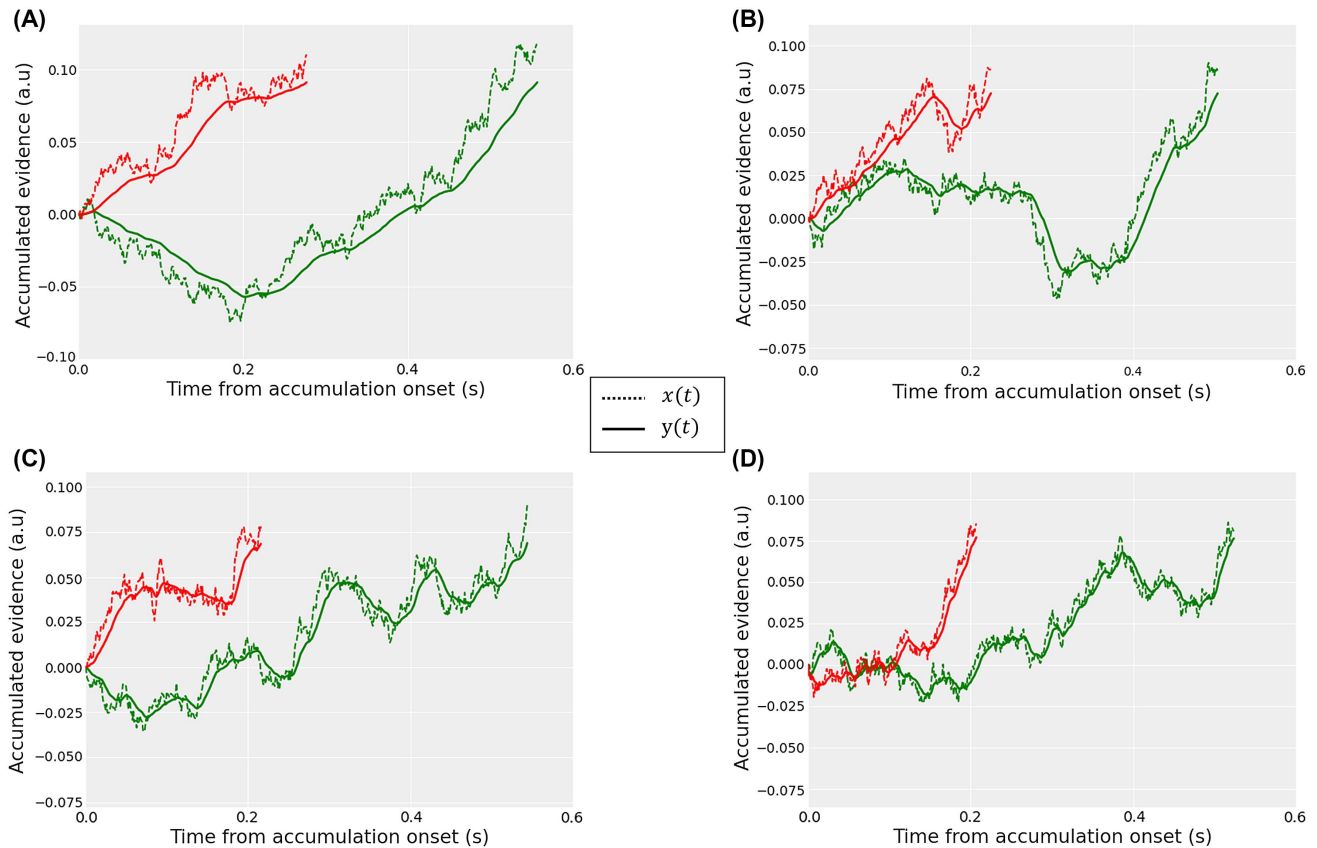 (A)
Accumulated evidence (a.u)
0.10
0.05
0.00
−0.05
−0.10
0.0 0.2 0.4 0.6
Time from accumulation onset (s)
(B)
Accumulated evidence (a.u)
0.100
0.075
0.050
0.025
0.000
−0.025
−0.050
−0.075
0.0 0.2 0.4 0.6
Time from accumulation onset (s)
x(t)
y(t)
(C)
Accumulated evidence (a.u)
0.100
0.075
0.050
0.025
0.000
−0.025
−0.050
−0.075
0.0 0.2 0.4 0.6
Time from accumulation onset (s)
(D)
Accumulated evidence (a.u)
0.100
0.075
0.050
0.025
0.000
−0.025
−0.050
−0.075
0.0 0.2 0.4 0.6
Time from accumulation onset (s)